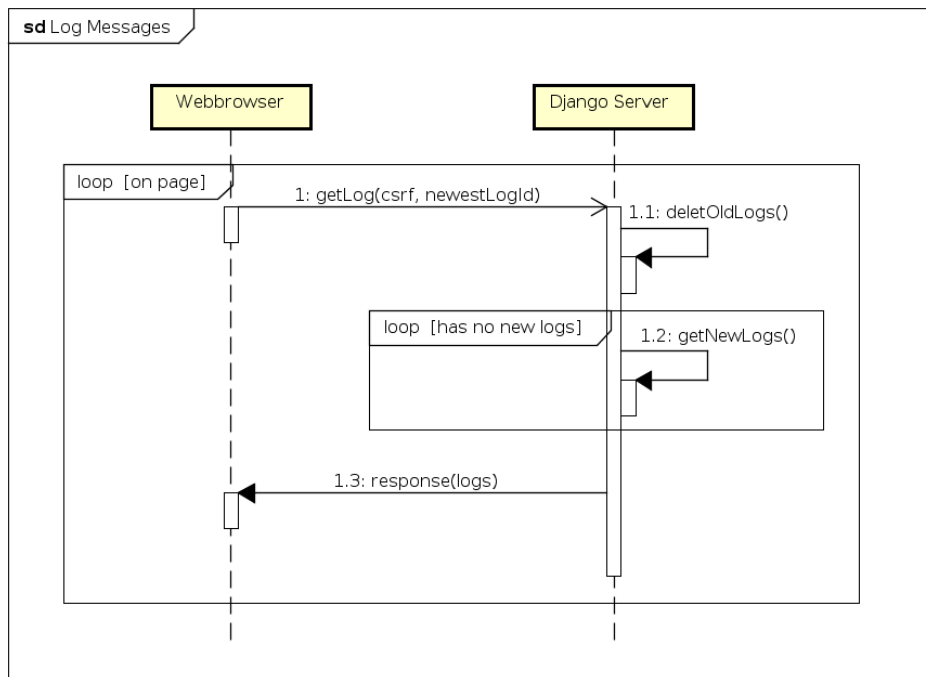 sd Log Messages
Webbrowser
Django Server
loop [on page]
1: getLog(csrf, newestLogId)
1.1: deletOldLogs()
loop [has no new logs]
1.2: getNewLogs()
1.3: response(logs)